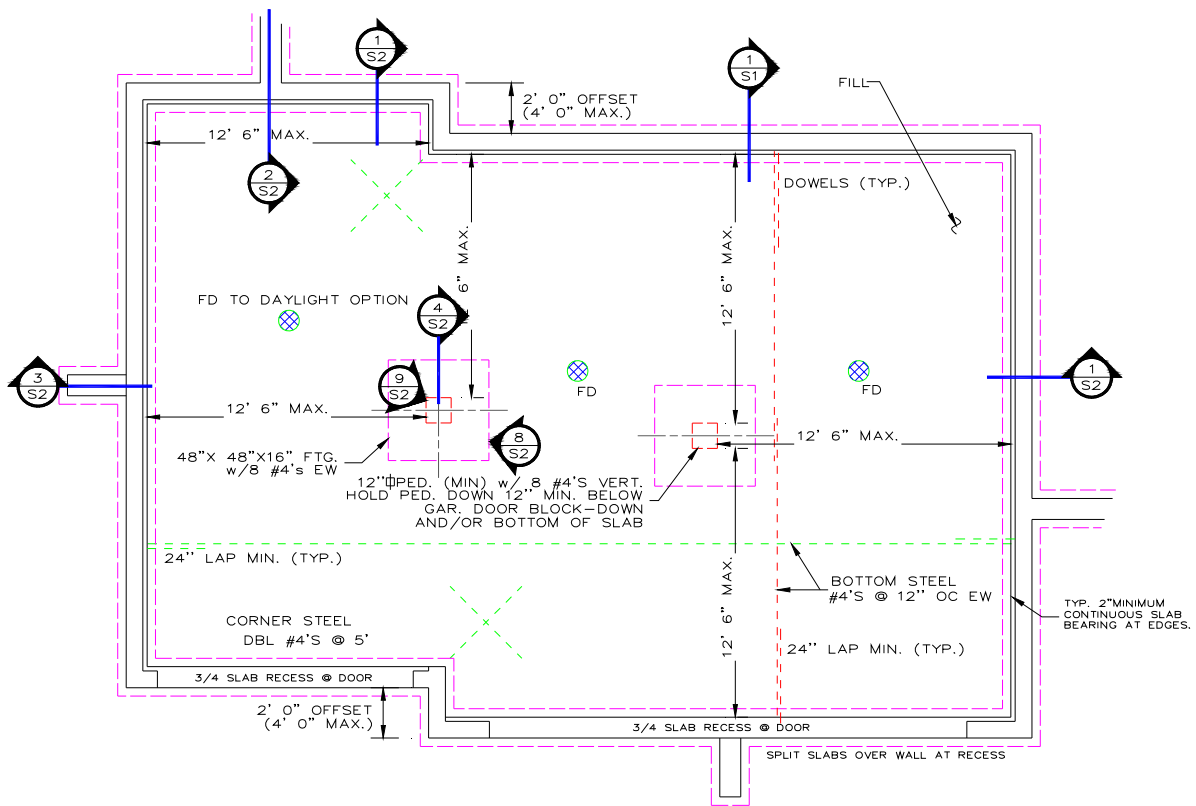 1
S2
1
S1
2' 0" OFFSET
(4' 0" MAX.)
FILL
12' 6" MAX.
2
S2
DOWELS (TYP.)
6" MAX.
12' 6" MAX.
FD TO DAYLIGHT OPTION
4
S2
3
S2
9
S2
FD
FD
1
S2
12' 6" MAX.
8
S2
12' 6" MAX.
48"X 48"X16" FTG.
w/8 #4's EW
12"⏍PED. (MIN) w/ 8 #4'S VERT.
HOLD PED. DOWN 12" MIN. BELOW
GAR. DOOR BLOCK-DOWN
AND/OR BOTTOM OF SLAB
24" LAP MIN. (TYP.)
12' 6" MAX.
BOTTOM STEEL
#4'S @ 12" OC EW
TYP. 2"MINIMUM
CONTINUOUS SLAB
BEARING AT EDGES.
CORNER STEEL
DBL #4'S @ 5'
24" LAP MIN. (TYP.)
3/4 SLAB RECESS @ DOOR
2' 0" OFFSET
(4' 0" MAX.)
3/4 SLAB RECESS @ DOOR
SPLIT SLABS OVER WALL AT RECESS